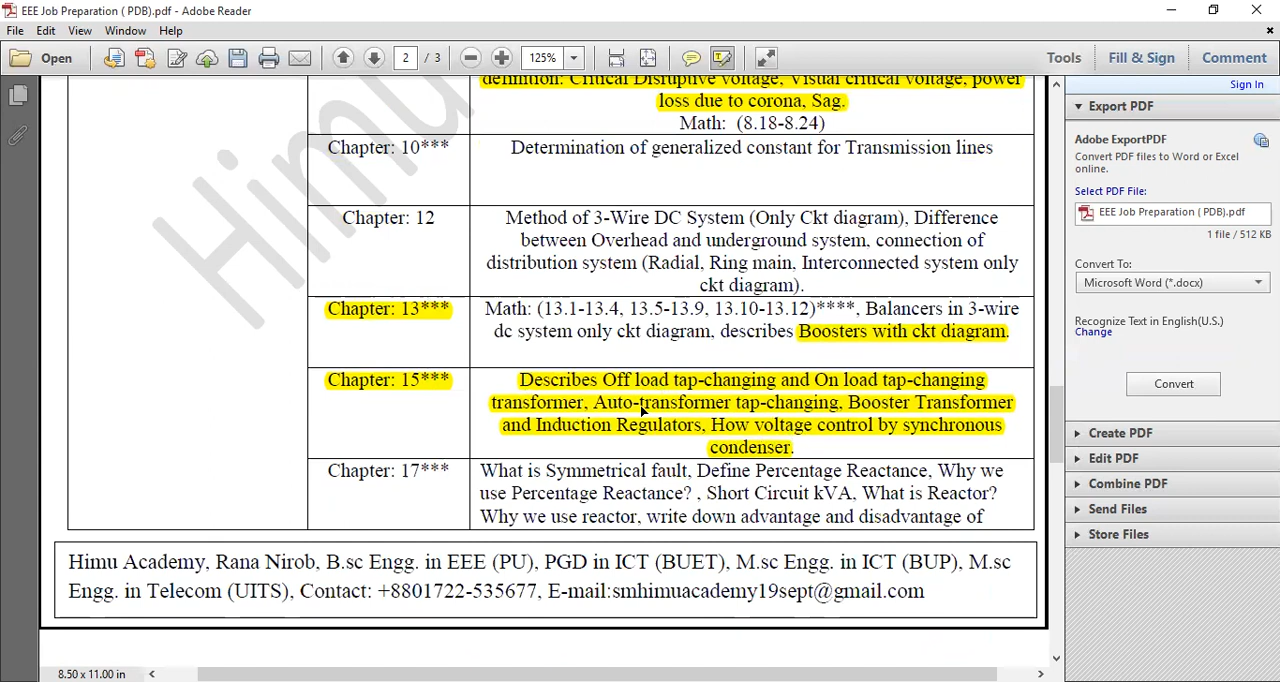 EEE Job Preparation ( PDB).pdf - Adobe Reader
File Edit View Window Help
Open 2 / 3 125% Tools Fill & Sign Comment
Sign In
definition: Critical Disruptive voltage, Visual critical voltage, power
loss due to corona, Sag.
Math: (8.18-8.24)
Chapter: 10*** Determination of generalized constant for Transmission lines
Chapter: 12 Method of 3-Wire DC System (Only Ckt diagram), Difference
between Overhead and underground system, connection of
distribution system (Radial, Ring main, Interconnected system only
ckt diagram).
Chapter: 13*** Math: (13.1-13.4, 13.5-13.9, 13.10-13.12)****, Balancers in 3-wire
dc system only ckt diagram, describes Boosters with ckt diagram.
Chapter: 15*** Describes Off load tap-changing and On load tap-changing
transformer, Auto-transformer tap-changing, Booster Transformer
and Induction Regulators, How voltage control by synchronous
condenser.
Chapter: 17*** What is Symmetrical fault, Define Percentage Reactance, Why we
use Percentage Reactance? , Short Circuit kVA, What is Reactor?
Why we use reactor, write down advantage and disadvantage of
Himu
Himu Academy, Rana Nirob, B.sc Engg. in EEE (PU), PGD in ICT (BUET), M.sc Engg. in ICT (BUP), M.sc
Engg. in Telecom (UITS), Contact: +8801722-535677, E-mail:smhimuacademy19sept@gmail.com
8.50 x 11.00 in
Export PDF
Adobe ExportPDF
Convert PDF files to Word or Excel
online.
Select PDF File:
EEE Job Preparation ( PDB).pdf
1 file / 512 KB
Convert To:
Microsoft Word (*.docx)
Recognize Text in English(U.S.)
Change
Convert
Create PDF
Edit PDF
Combine PDF
Send Files
Store Files